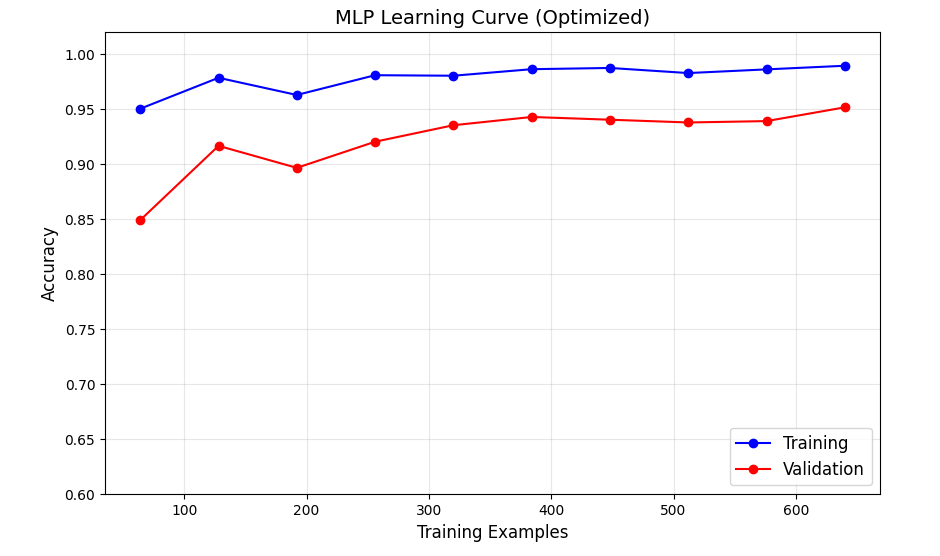 MLP Learning Curve (Optimized)
1.00
0.95
0.90
0.85
0.80
0.75
0.70
0.65
0.60
Accuracy
Training
Validation
100 200 300 400 500 600
Training Examples